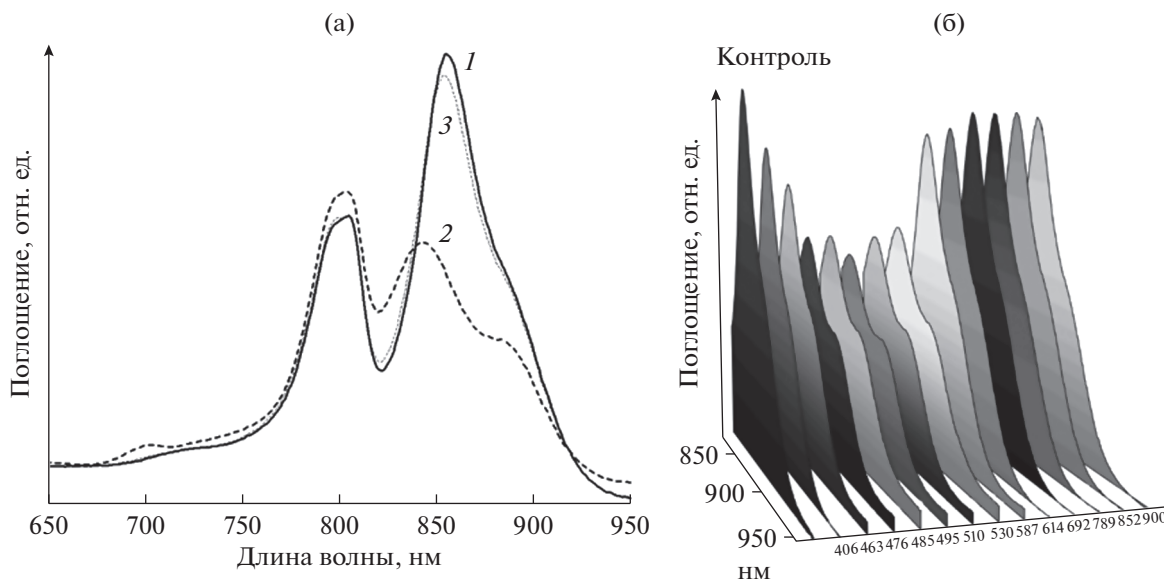 (а)
(б)
Контроль
Поглощение, отн. ед.
1
3
2
650 700 750 800 850 900 950
Длина волны, нм
Поглощение, отн. ед.
850
900
950
нм
406 463 476 485 495 510 530 587 614 692 789 852 900